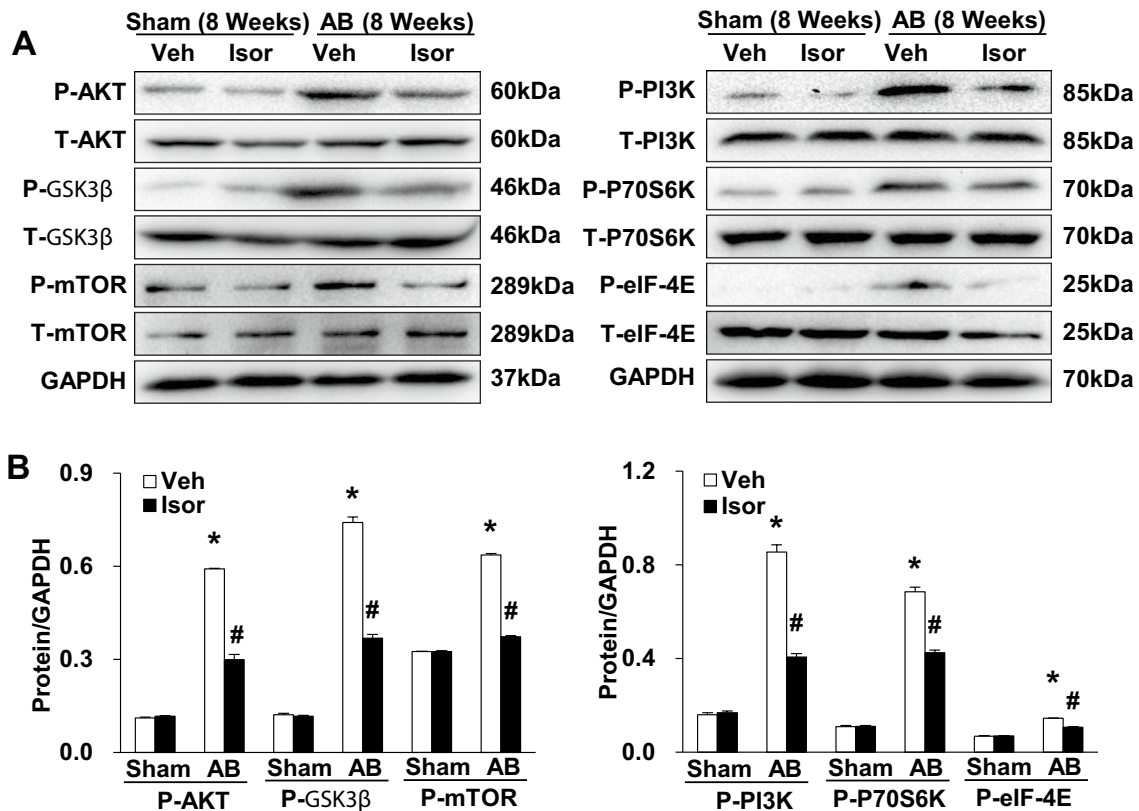 A
Sham (8 Weeks) AB (8 Weeks)
Veh Isor Veh Isor
P-AKT 60kDa
T-AKT 60kDa
P-GSK3β 46kDa
T-GSK3β 46kDa
P-mTOR 289kDa
T-mTOR 289kDa
GAPDH 37kDa
Sham (8 Weeks) AB (8 Weeks)
Veh Isor Veh Isor
P-PI3K 85kDa
T-PI3K 85kDa
P-P70S6K 70kDa
T-P70S6K 70kDa
P-eIF-4E 25kDa
T-eIF-4E 25kDa
GAPDH 70kDa
B
Protein/GAPDH
0.9
0.6
0.3
0.0
Veh
Isor
* * *
# # #
Sham AB Sham AB Sham AB
P-AKT P-GSK3β P-mTOR
Protein/GAPDH
1.2
0.8
0.4
0.0
Veh
Isor
* * *
# # #
Sham AB Sham AB Sham AB
P-PI3K P-P70S6K P-eIF-4E